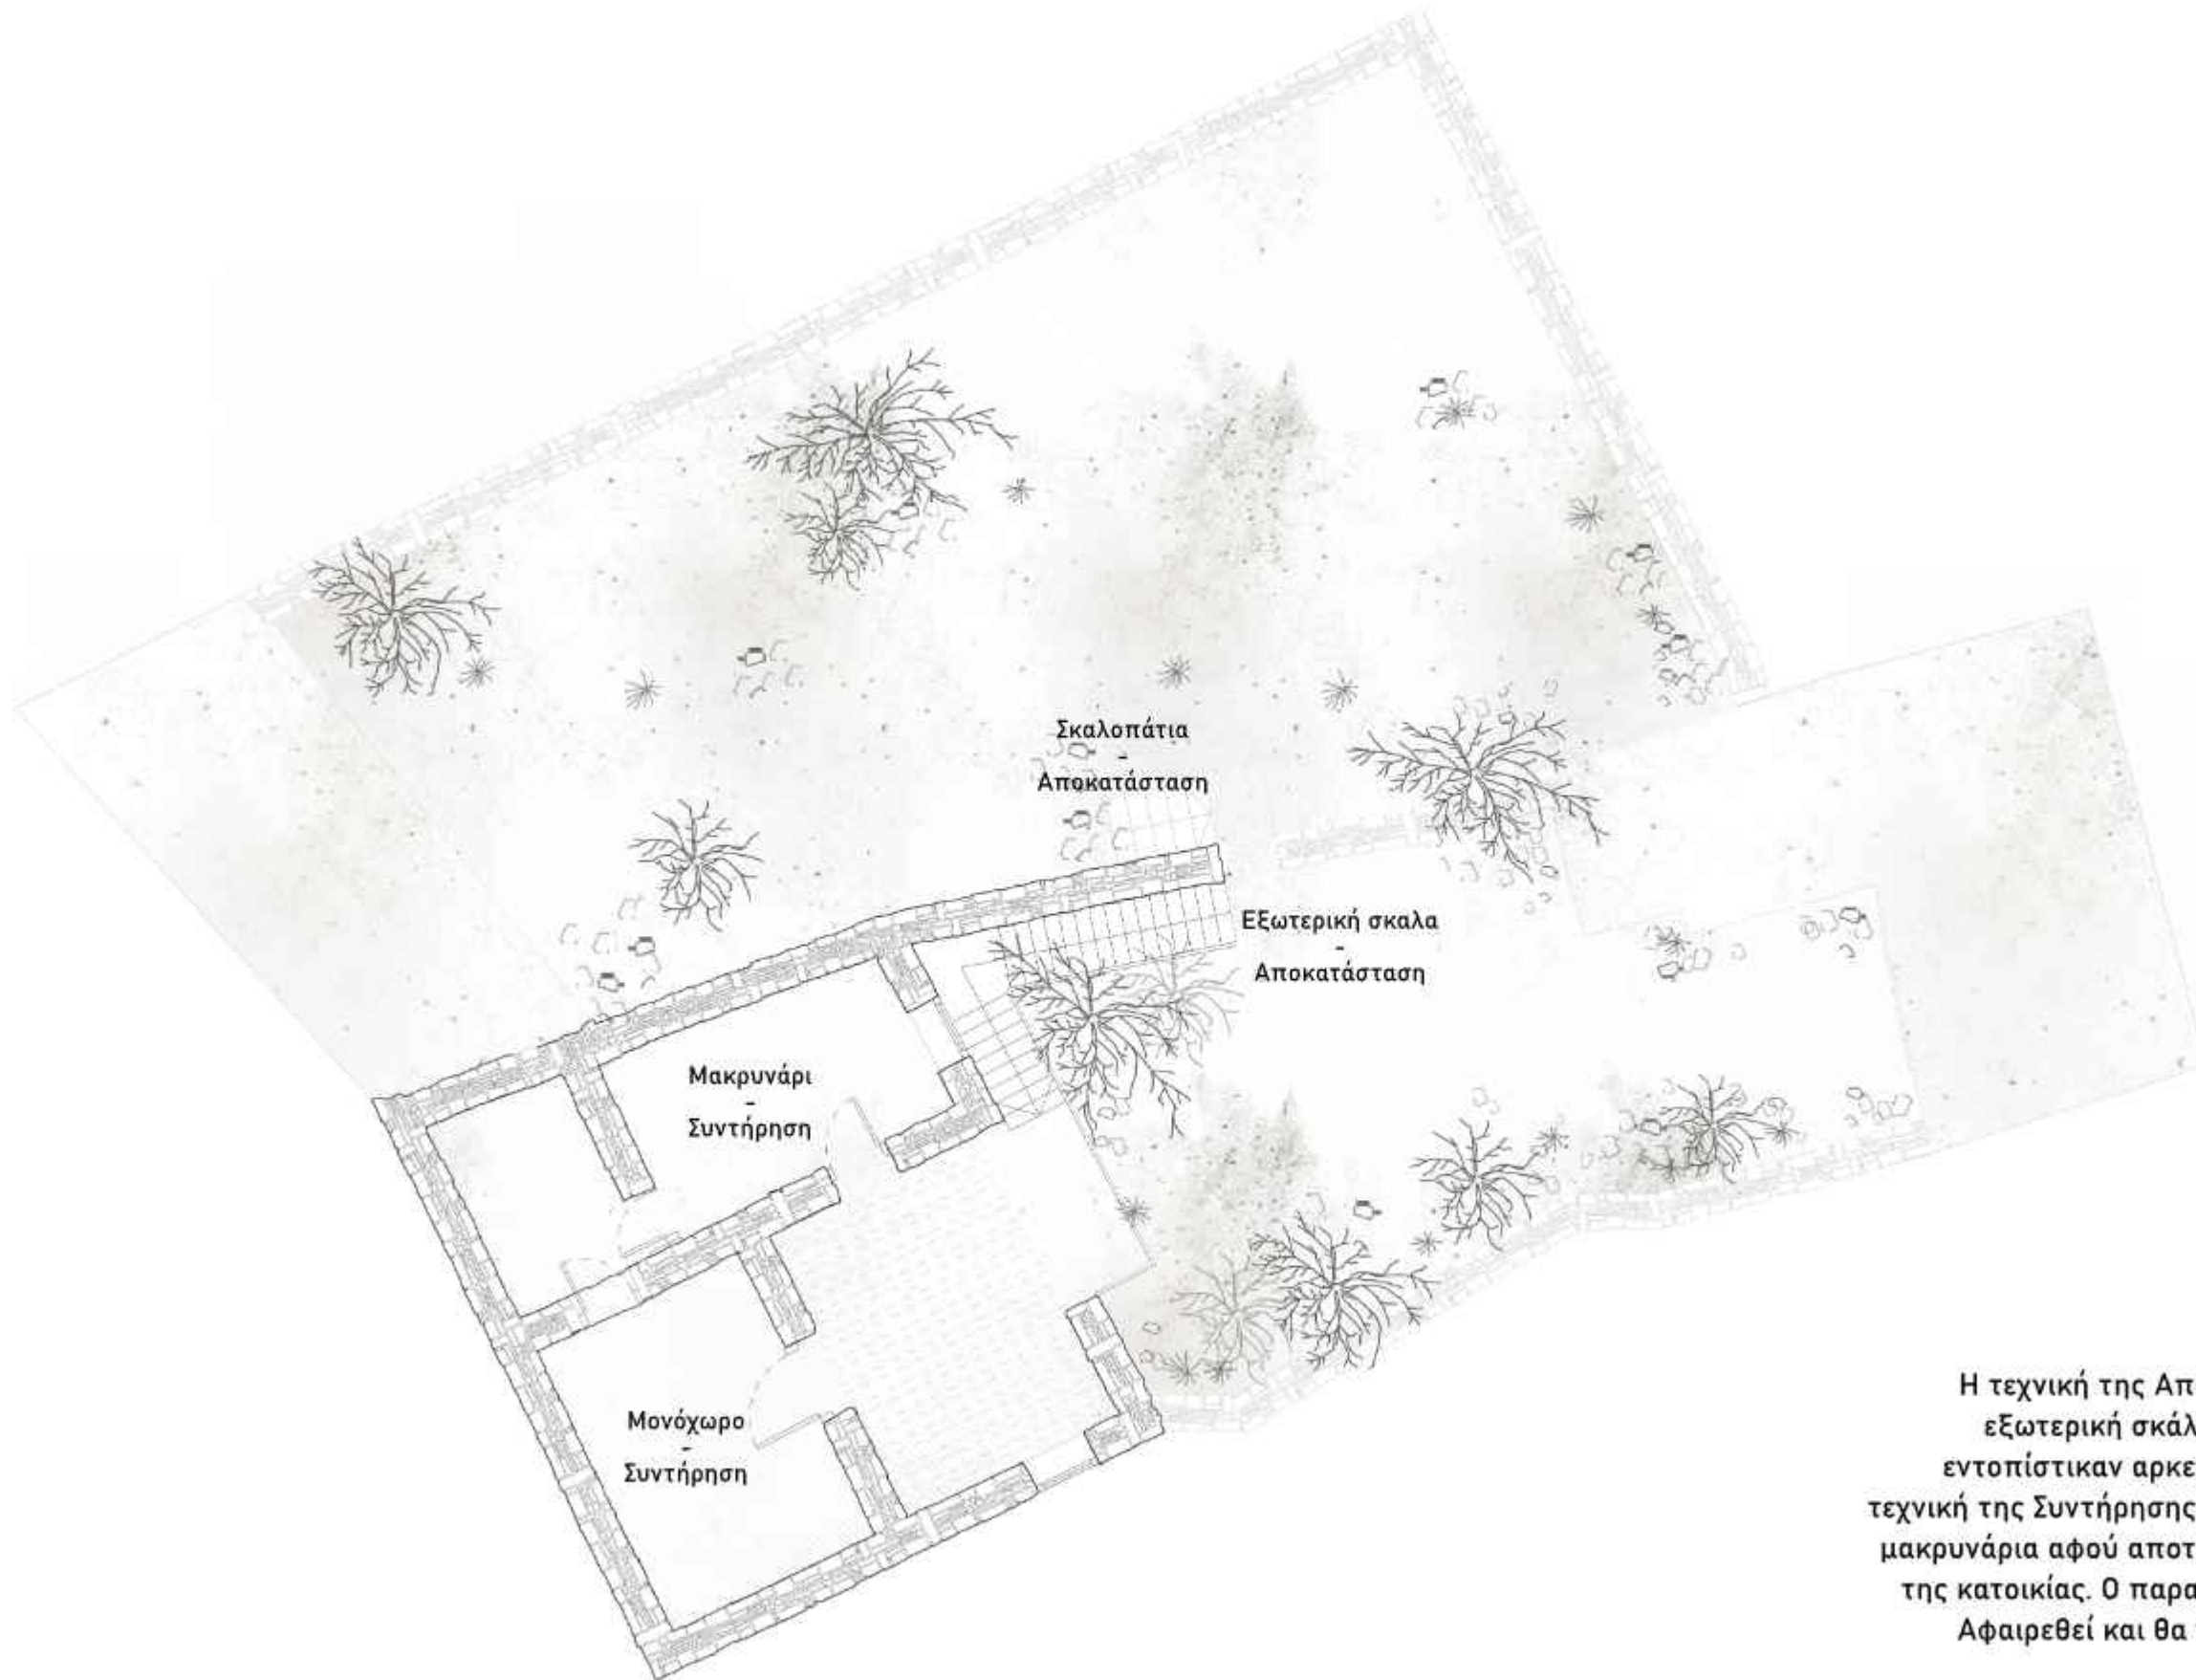 Σκαλοπάτια
-
Αποκατάσταση
Εξωτερική σκαλα
-
Αποκατάσταση
Μακρυνάρι
-
Συντήρηση
Μονόχωρο
-
Συντήρηση
Η τεχνική της Απ
εξωτερική σκάλ
εντοπίστικαν αρκε
τεχνική της Συντήρησης
μακρυνάρια αφού αποτ
της κατοικίας. Ο παρα
Αφαιρεθεί και θα